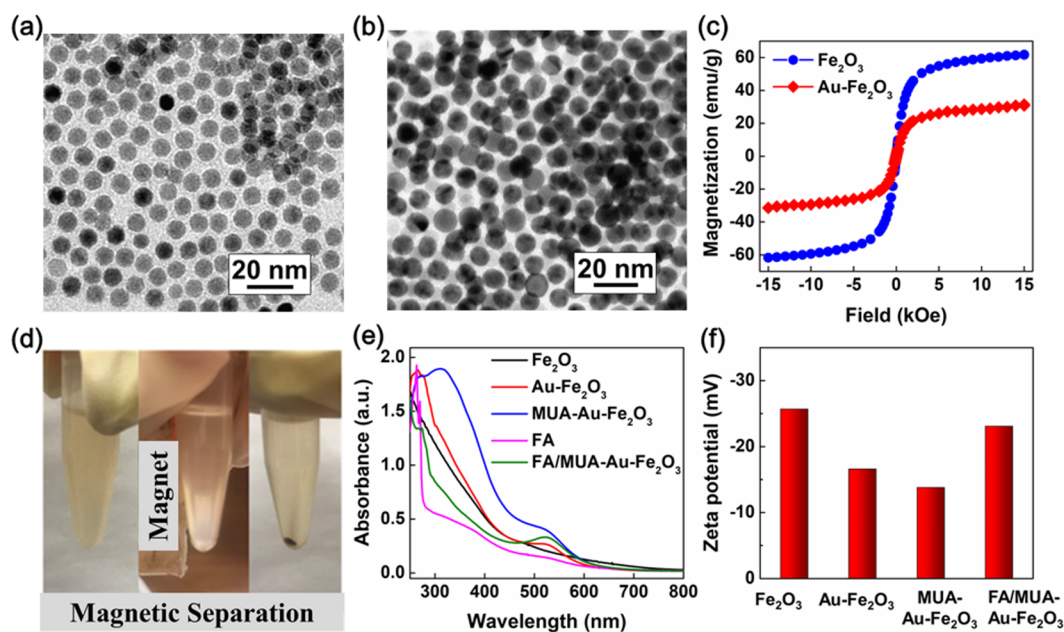 (a)
20 nm
(b)
20 nm
(c)
Magnetization (emu/g)
60
40
20
0
-20
-40
-60
Fe₂O₃
Au-Fe₂O₃
-15
-10
-5
0
5
10
15
Field (kOe)
(d)
Magnet
Magnetic Separation
(e)
Absorbance (a.u.)
2.0
1.5
1.0
0.5
0.0
Fe₂O₃
Au-Fe₂O₃
MUA-Au-Fe₂O₃
FA
FA/MUA-Au-Fe₂O₃
300
400
500
600
700
800
Wavelength (nm)
(f)
Zeta potential (mV)
-30
-20
-10
0
Fe₂O₃
Au-Fe₂O₃
MUA-
Au-Fe₂O₃
FA/MUA-
Au-Fe₂O₃